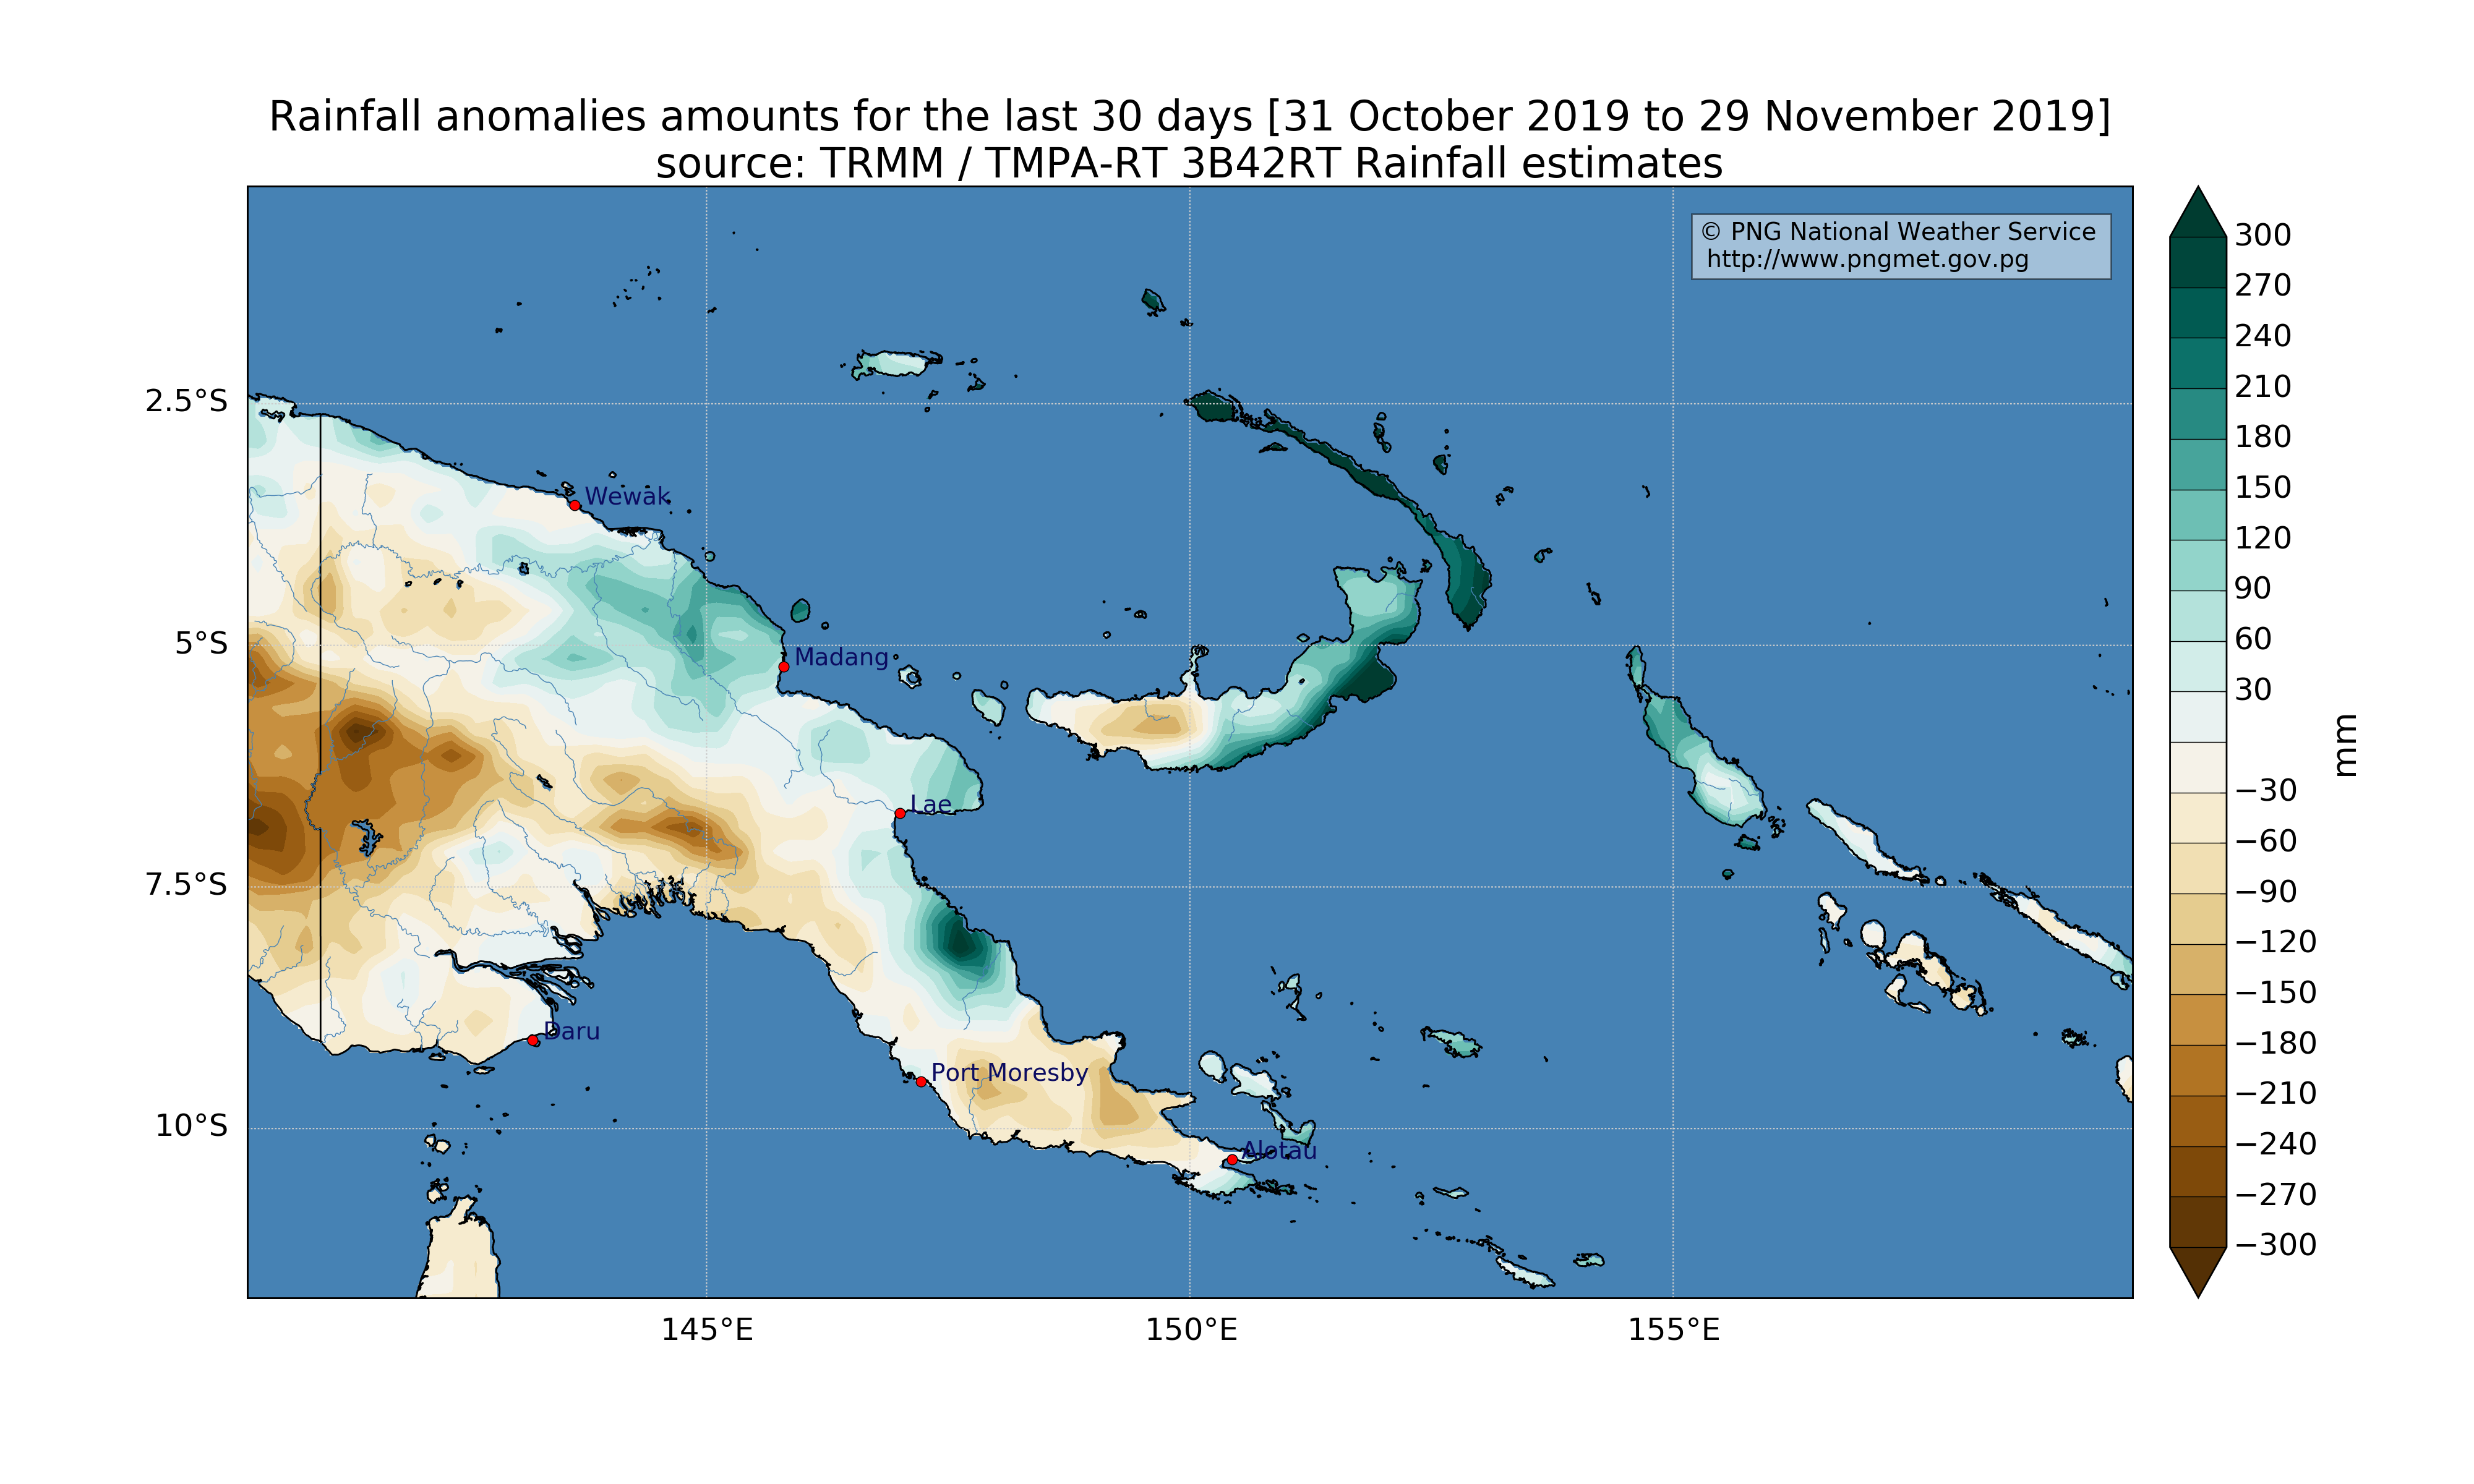 Rainfall anomalies amounts for the last 30 days [31 October 2019 to 29 November 2019]
source: TRMM / TMPA-RT 3B42RT Rainfall estimates
© PNG National Weather Service
http://www.pngmet.gov.pg
2.5°S
5°S
7.5°S
10°S
145°E
150°E
155°E
Wewak
Madang
Lae
Daru
Port Moresby
Alotau
300
270
240
210
180
150
120
90
60
30
−30
−60
−90
−120
−150
−180
−210
−240
−270
−300
mm